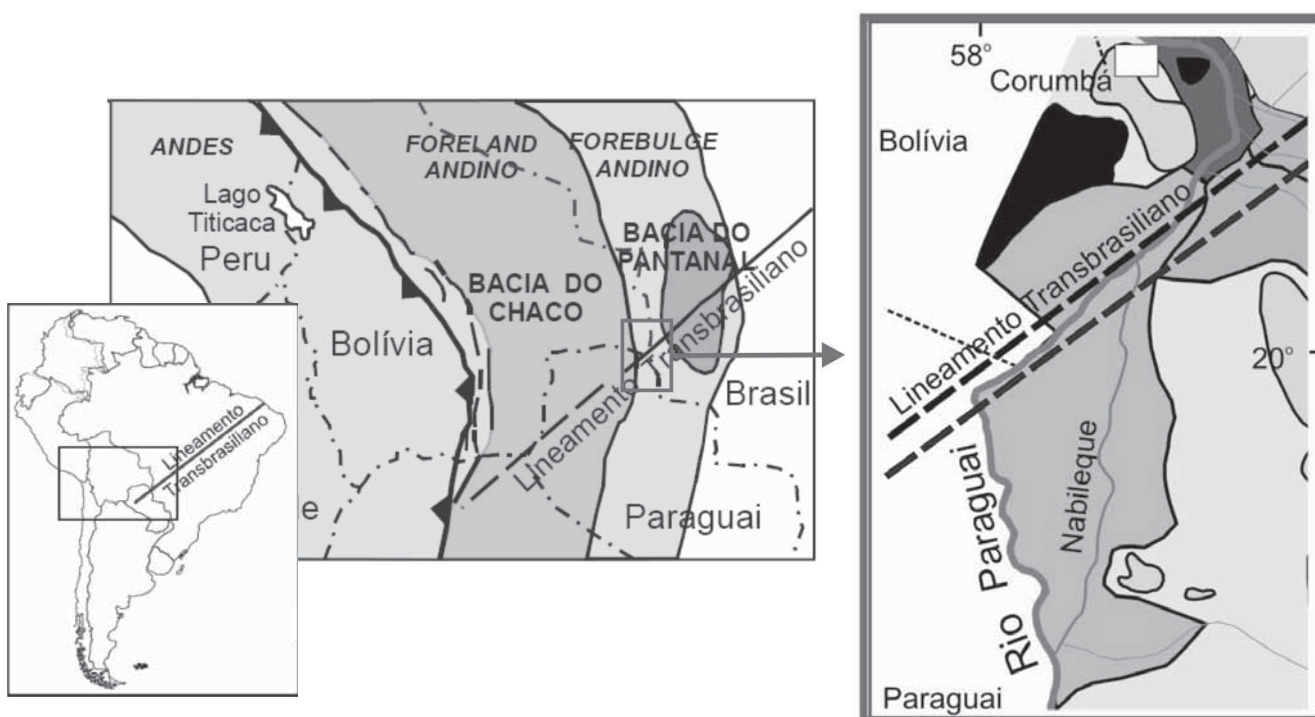 ANDES
Lago
Titicaca
Peru
Bolívia
FORELAND
ANDINO
FOREBULGE
ANDINO
BACIA DO
CHACO
BACIA DO
PANTANAL
Lineamento Transbrasiliano
Brasil
Paraguai
e
Lineamento
Transbrasiliano
58°
Corumbá
Bolívia
Lineamento Transbrasiliano
20°
Rio Paraguai
Nabileque
Paraguai